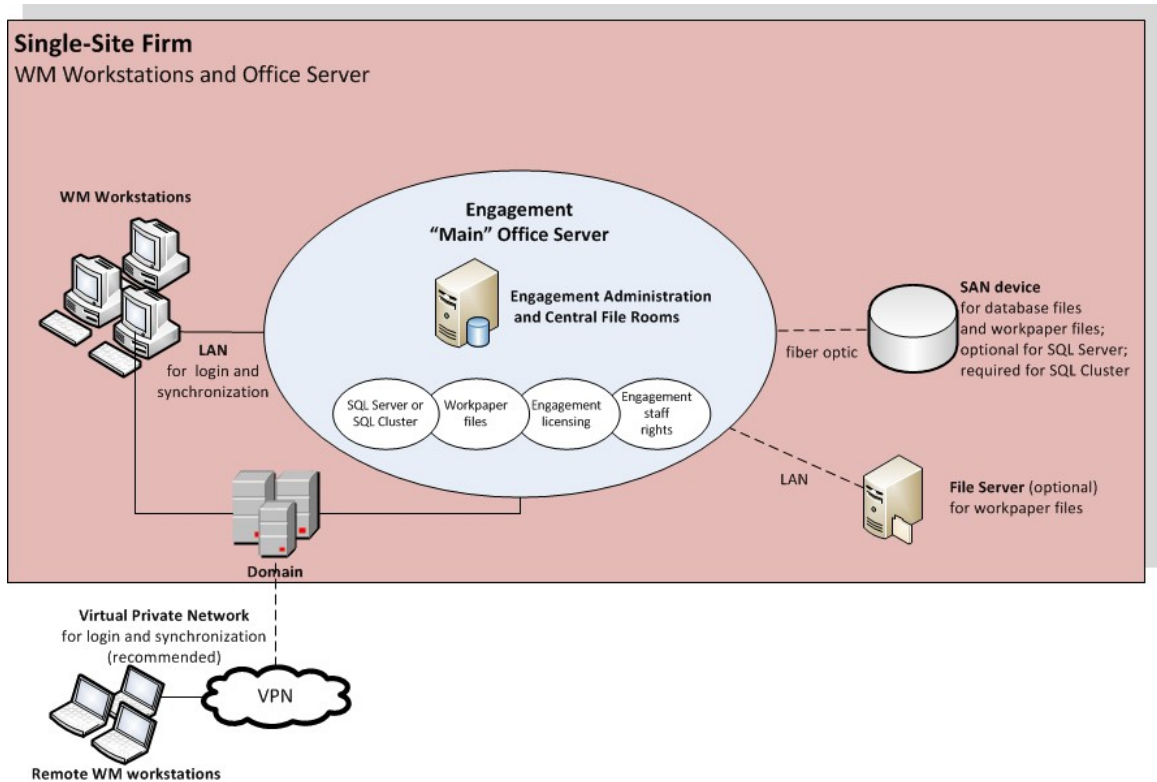 Single-Site Firm
WM Workstations and Office Server
WM Workstations
Engagement
“Main” Office Server
Engagement Administration
and Central File Rooms
LAN
for login and
synchronization
SQL Server or
SQL Cluster
Workpaper
files
Engagement
licensing
Engagement
staff
rights
fiber optic
SAN device
for database files
and workpaper files;
optional for SQL Server;
required for SQL Cluster
LAN
File Server (optional)
for workpaper files
Domain
Virtual Private Network
for login and synchronization
(recommended)
VPN
Remote WM workstations